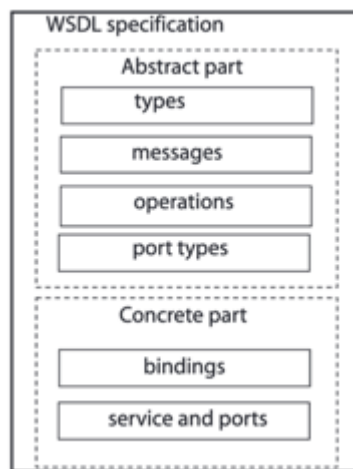 WSDL specification
Abstract part
types
messages
operations
port types
Concrete part
bindings
service and ports